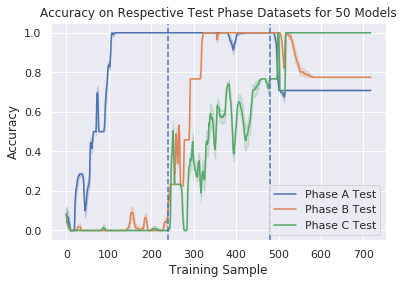 Accuracy on Respective Test Phase Datsets for 50 Models
1.0
0.8
0.6
0.4
0.2
0.0
Accuracy
0 100 200 300 400 500 600 700
Training Sample
Phase A Test
Phase B Test
Phase C Test